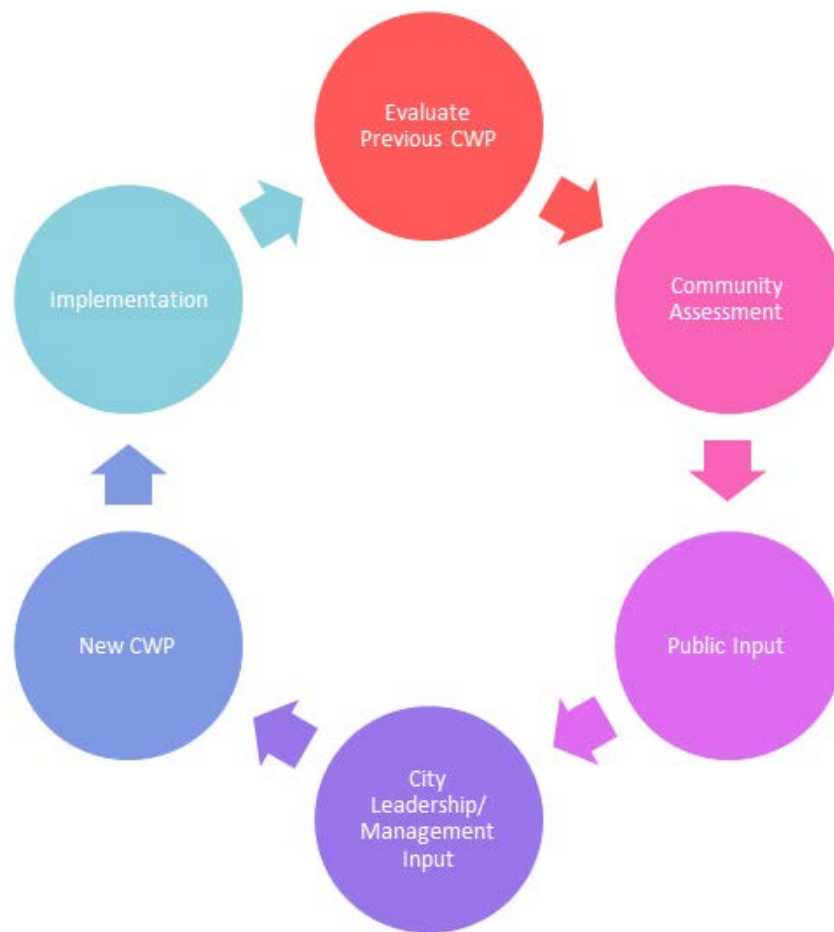 Evaluate
Previous CWP
Community
Assessment
Public Input
City
Leadership/
Management
Input
New CWP
Implementation